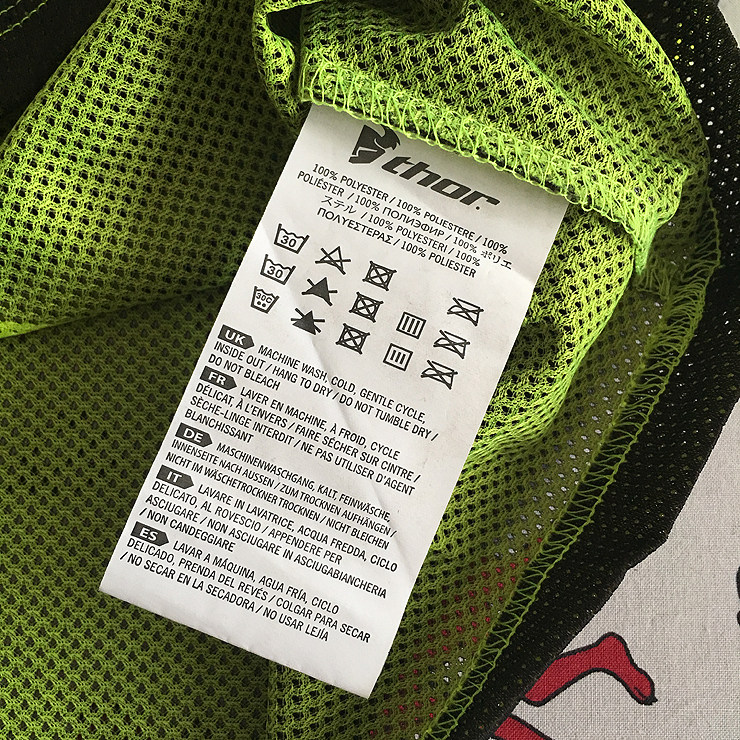 thor.
100% POLYESTER / 100% POLIESTERE / 100%
POLIÉSTER / 100% ПОЛИЭФИР / 100% ポリエ
ステル / 100% POLYESTERI / 100%
ΠΟΛΥΕΣΤΕΡΑΣ / 100% POLIESTER
30
30
30C
UK MACHINE WASH, COLD, GENTLE CYCLE,
INSIDE OUT / HANG TO DRY / DO NOT TUMBLE DRY /
DO NOT BLEACH
FR LAVER EN MACHINE, À FROID, CYCLE
DÉLICAT, À L'ENVERS / FAIRE SÉCHER SUR CINTRE /
SÈCHE-LINGE INTERDIT / NE PAS UTILISER D'AGENT
BLANCHISSANT
DE MASCHINENWASCHGANG, KALT, FEINWÄSCHE,
INNENSEITE NACH AUSSEN / ZUM TROCKNEN AUFHÄNGEN /
NICHT IM WÄSCHETROCKNER TROCKNEN / NICHT BLEICHEN
IT LAVARE IN LAVATRICE, ACQUA FREDDA, CICLO
DELICATO, AL ROVESCIO / APPENDERE PER
ASCIUGARE / NON ASCIUGARE IN ASCIUGABIANCHERIA
/ NON CANDEGGIARE
ES LAVAR A MÁQUINA, AGUA FRÍA, CICLO
DELICADO, PRENDA DEL REVÉS / COLGAR PARA SECAR
/ NO SECAR EN LA SECADORA / NO USAR LEJÍA